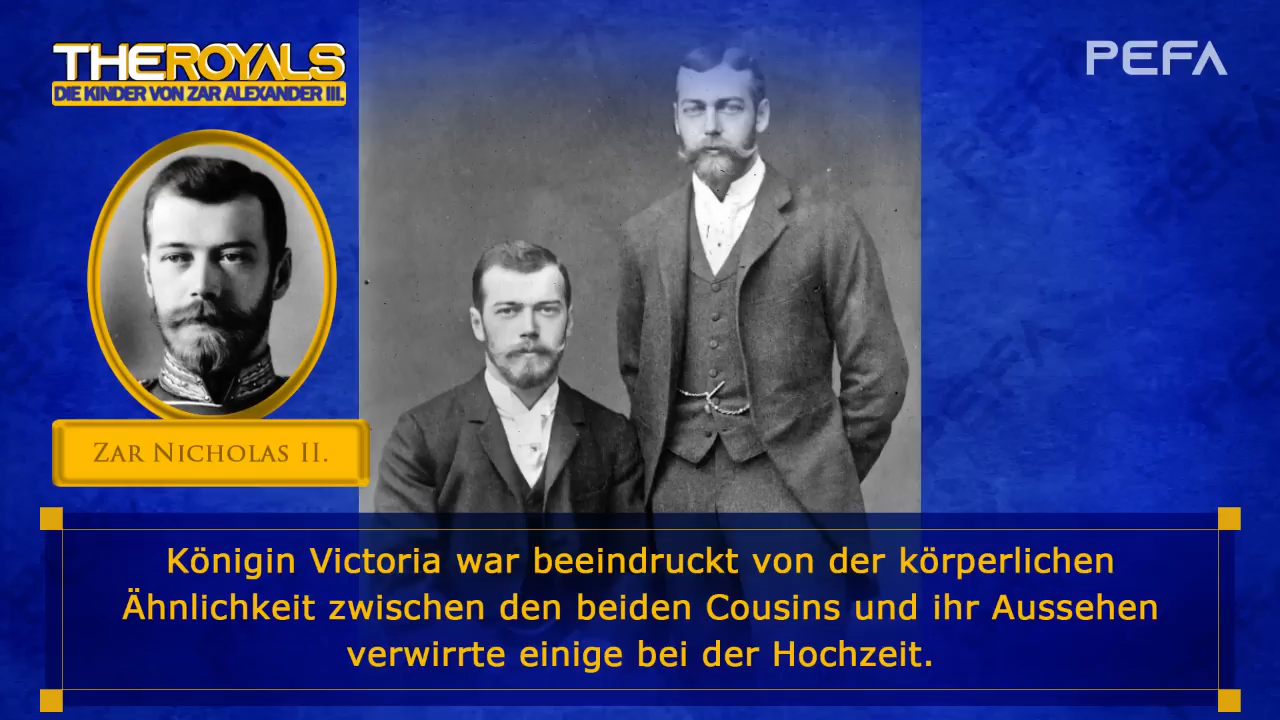 THEROYALS
DIE KINDER VON ZAR ALEXANDER III.
PEFA
ZAR NICHOLAS II.
Königin Victoria war beeindruckt von der körperlichen
Ähnlichkeit zwischen den beiden Cousins und ihr Aussehen
verwirrte einige bei der Hochzeit.